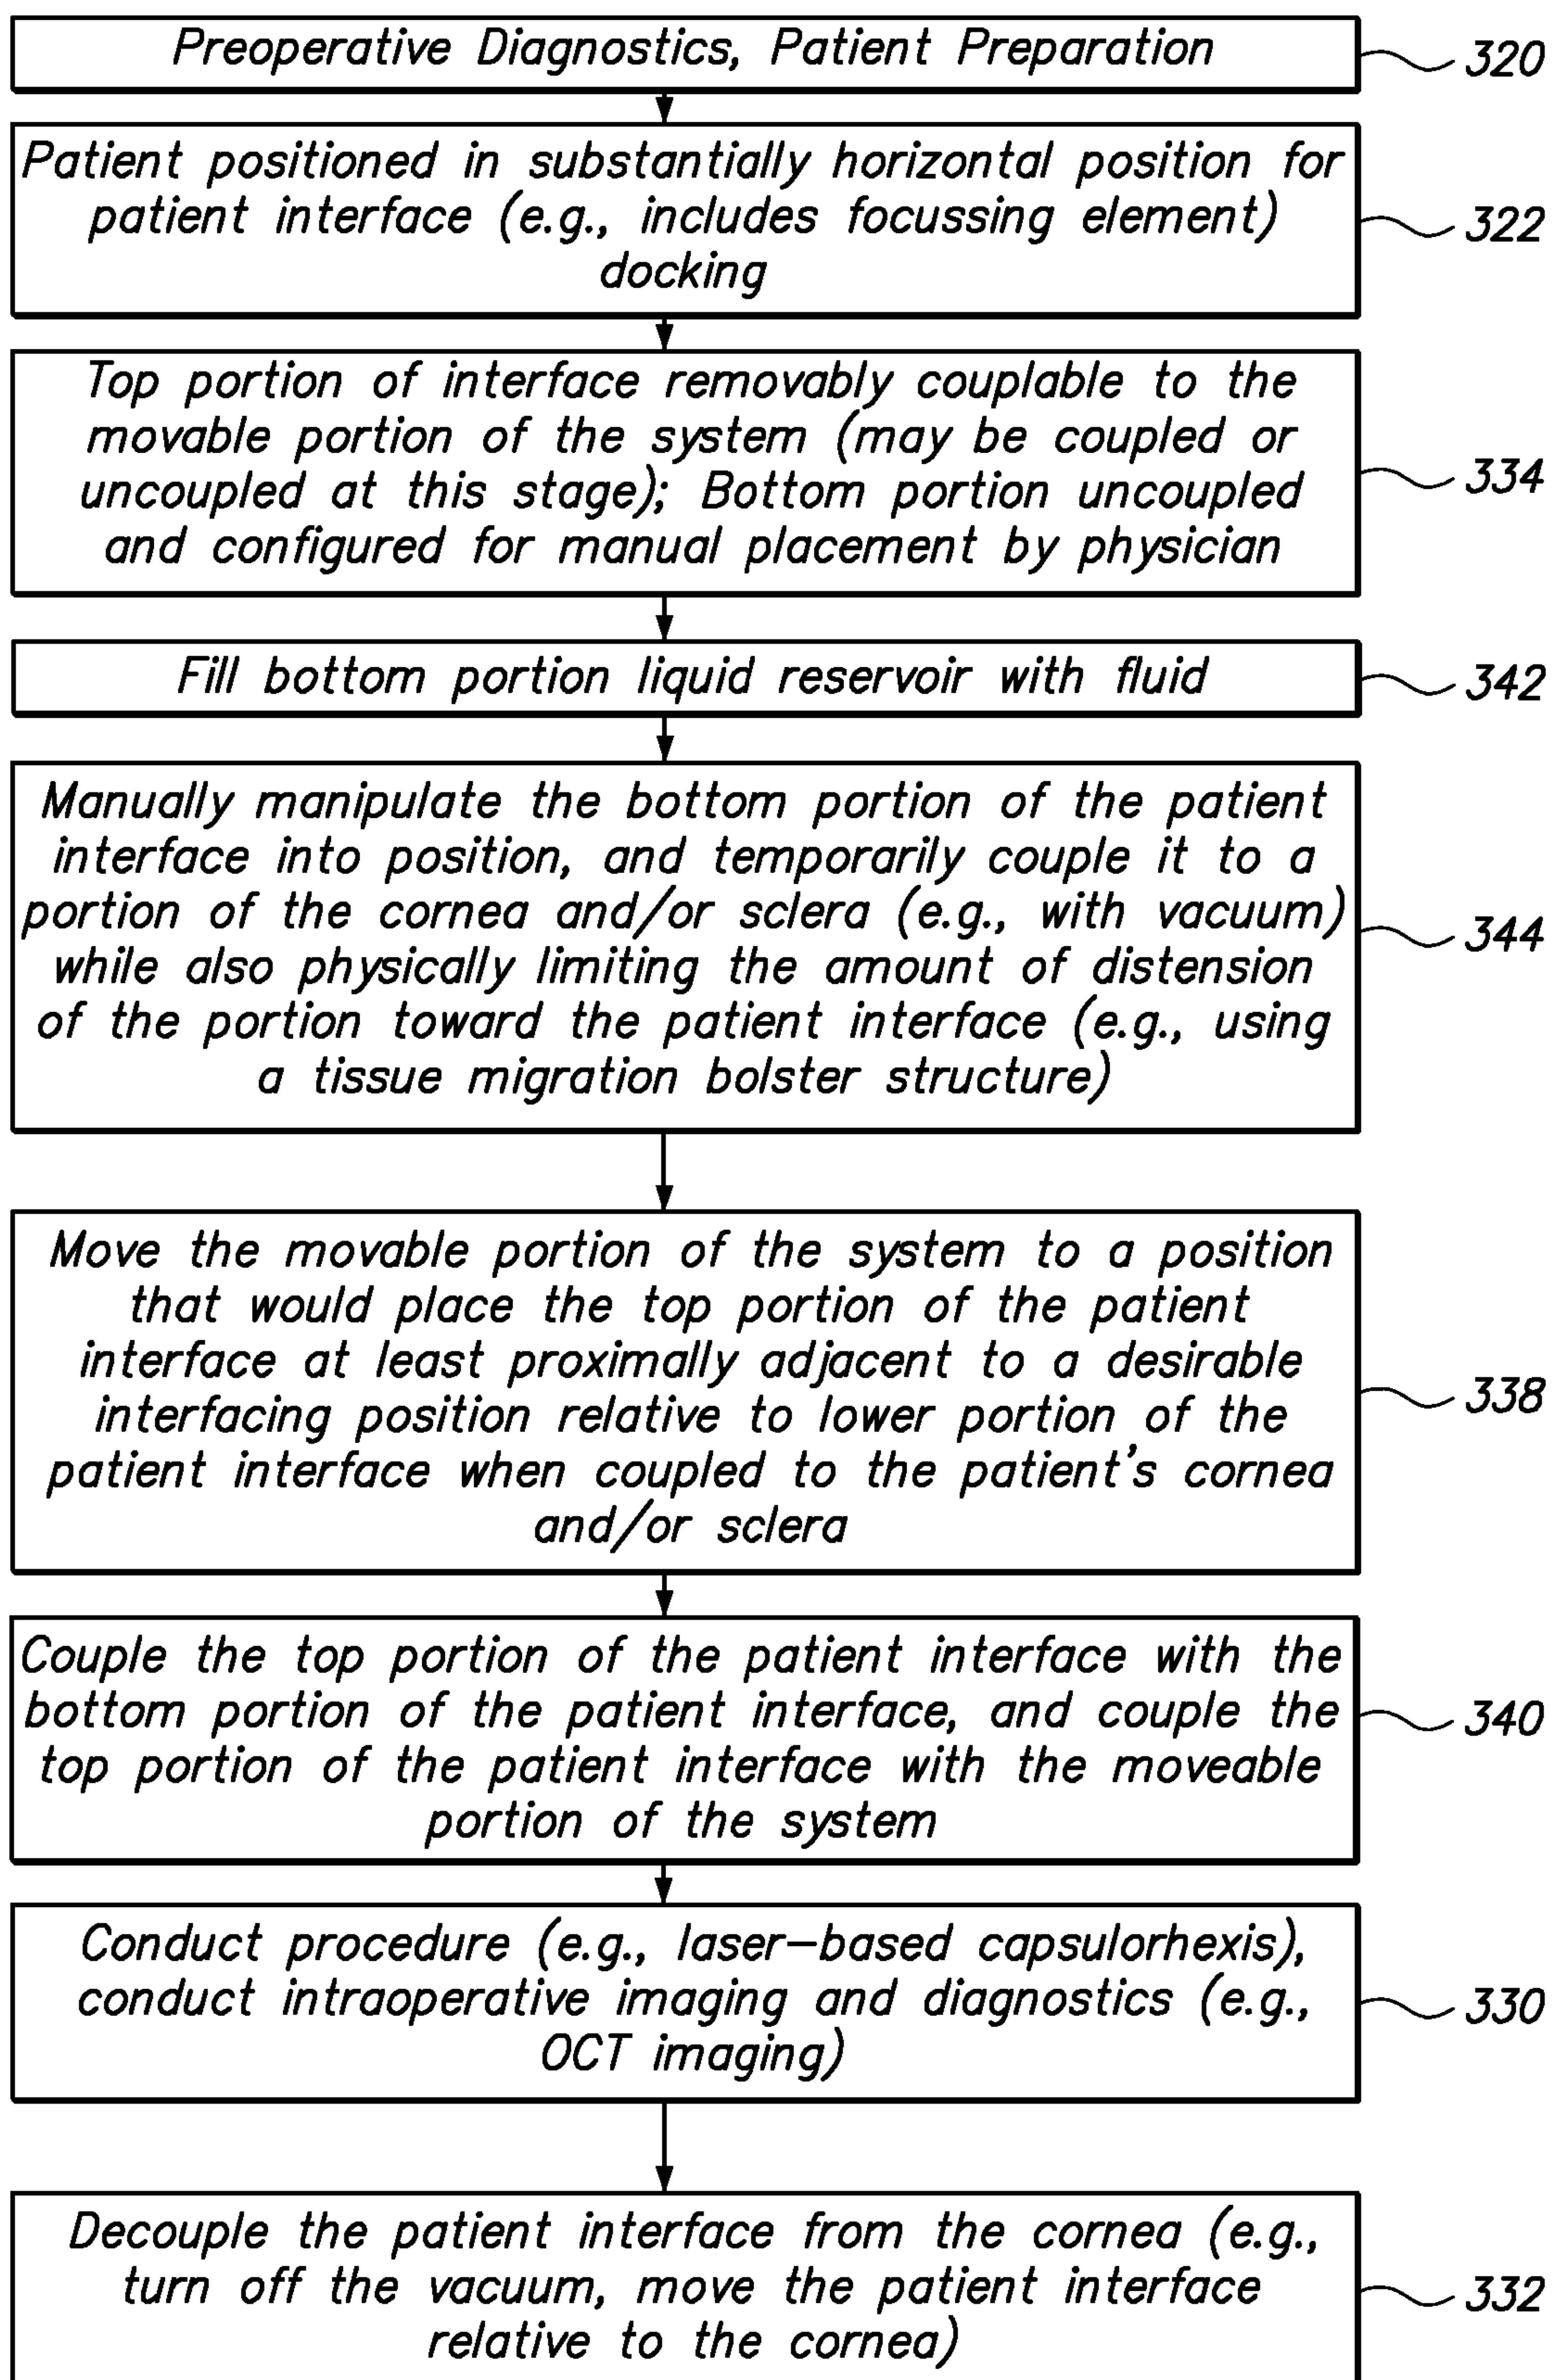 Preoperative Diagnostics, Patient Preparation
320
Patient positioned in substantially horizontal position for
patient interface (e.g., includes focussing element)
docking
322
Top portion of interface removably couplable to the
movable portion of the system (may be coupled or
uncoupled at this stage); Bottom portion uncoupled
and configured for manual placement by physician
334
Fill bottom portion liquid reservoir with fluid
342
Manually manipulate the bottom portion of the patient
interface into position, and temporarily couple it to a
portion of the cornea and/or sclera (e.g., with vacuum)
while also physically limiting the amount of distension
of the portion toward the patient interface (e.g., using
a tissue migration bolster structure)
344
Move the movable portion of the system to a position
that would place the top portion of the patient
interface at least proximally adjacent to a desirable
interfacing position relative to lower portion of the
patient interface when coupled to the patient's cornea
and/or sclera
338
Couple the top portion of the patient interface with the
bottom portion of the patient interface, and couple the
top portion of the patient interface with the moveable
portion of the system
340
Conduct procedure (e.g., laser-based capsulorhexis),
conduct intraoperative imaging and diagnostics (e.g.,
OCT imaging)
330
Decouple the patient interface from the cornea (e.g.,
turn off the vacuum, move the patient interface
relative to the cornea)
332